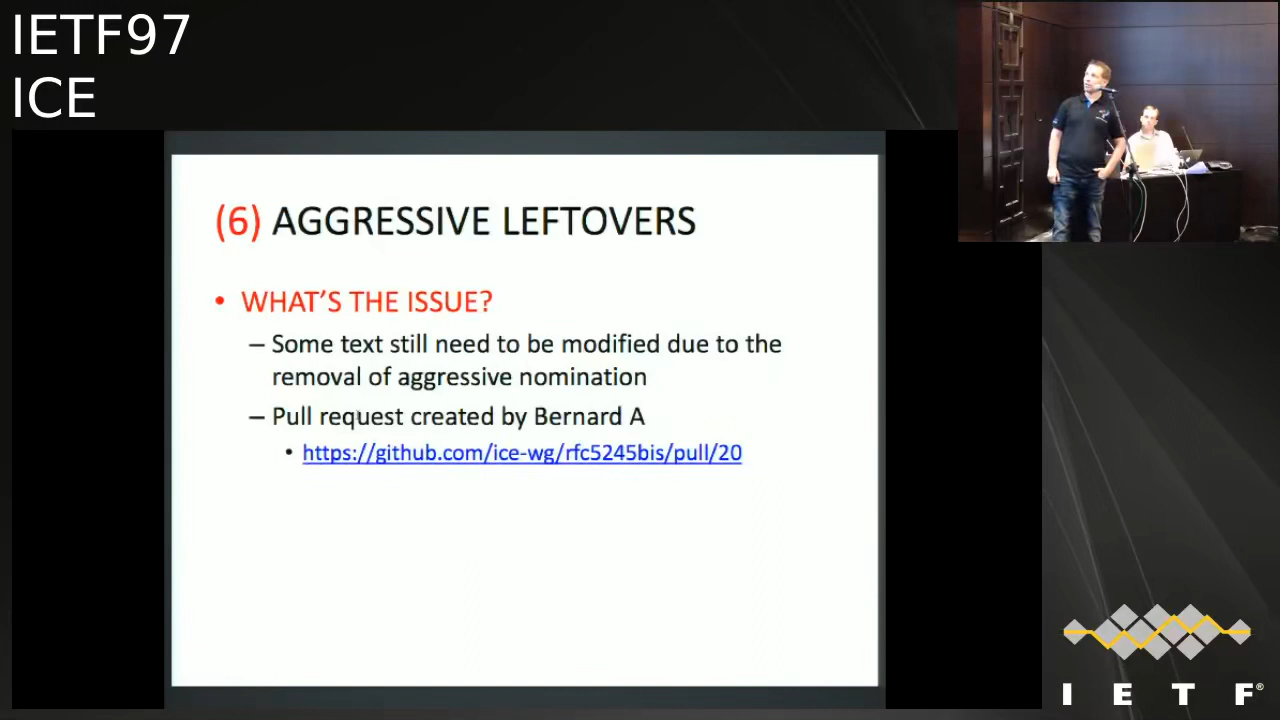 IETF97
ICE
(6) AGGRESSIVE LEFTOVERS
• WHAT'S THE ISSUE?
– Some text still need to be modified due to the
removal of aggressive nomination
– Pull request created by Bernard A
• https://github.com/ice-wg/rfc5245bis/pull/20
I E T F®